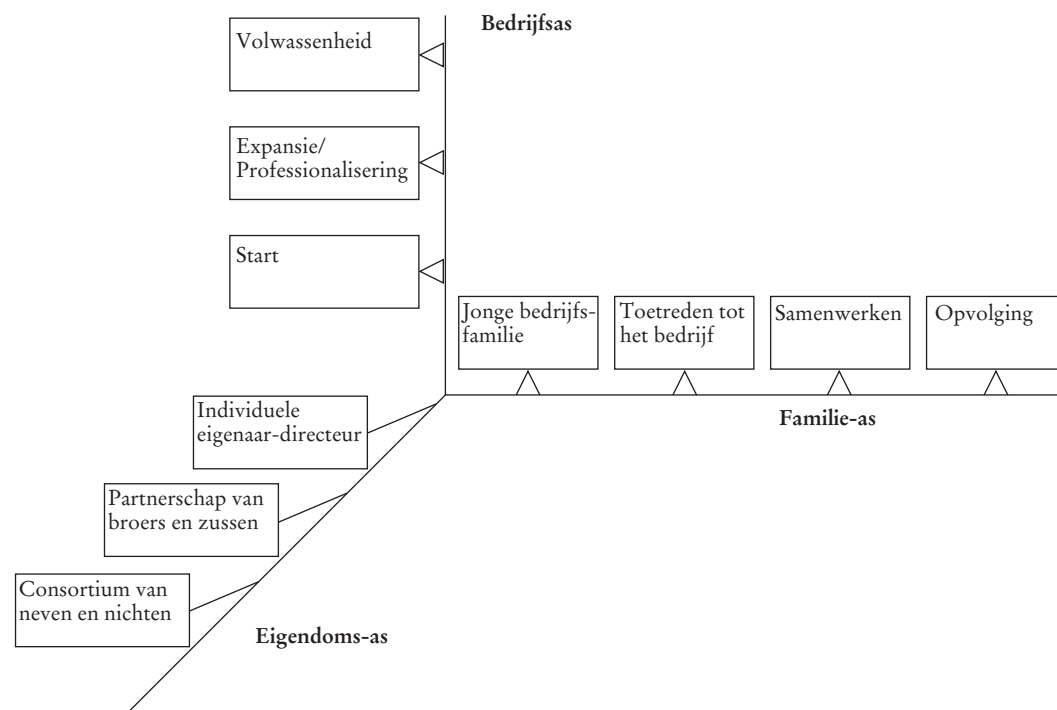 Bedrijfsas
Volwassenheid
Expansie/
Professionalisering
Start
Jonge bedrijfs-
familie
Toetreden tot
het bedrijf
Samenwerken
Opvolging
Familie-as
Individuele
eigenaar-directeur
Partnerschap van
broers en zussen
Consortium van
neven en nichten
Eigendoms-as